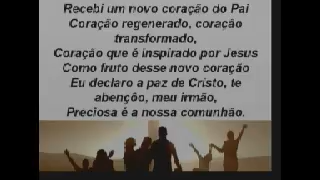 Recebi um novo coração do Pai
Coração regenerado, coração
transformado,
Coração que é inspirado por Jesus
Como fruto desse novo coração
Eu declaro a paz de Cristo, te
abençôo, meu irmão,
Preciosa é a nossa comunhão.